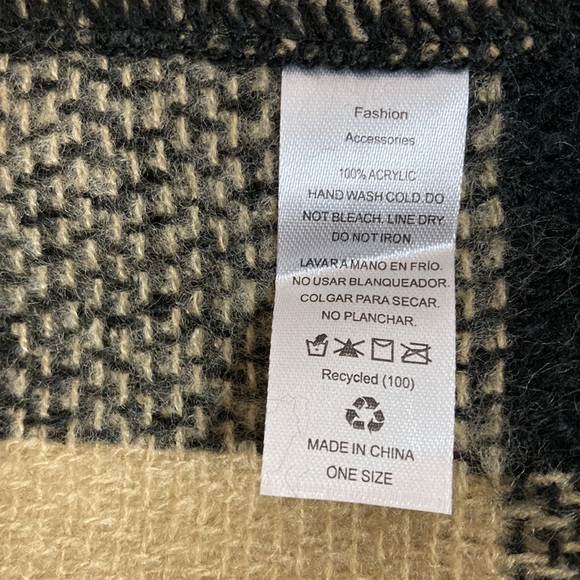 Fashion
Accessories
100% ACRYLIC
HAND WASH COLD. DO
NOT BLEACH. LINE DRY.
DO NOT IRON.
LAVAR A MANO EN FRÍO.
NO USAR BLANQUEADOR.
COLGAR PARA SECAR.
NO PLANCHAR.
Recycled (100)
MADE IN CHINA
ONE SIZE